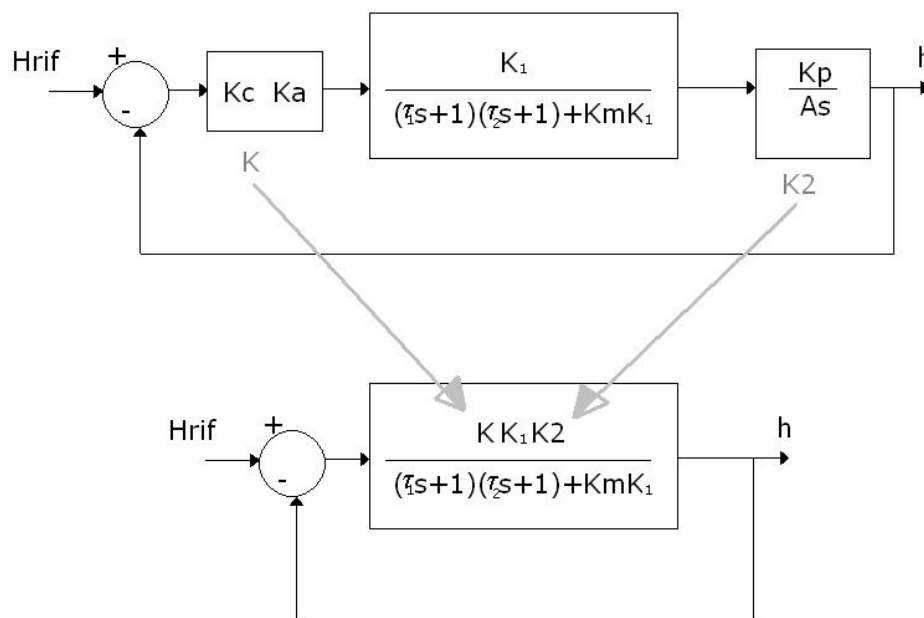 Hrif
+
-
Kc Ka
K₁
(τ₁s+1)(τ₂s+1)+KmK₁
Kp
As
h
K
K2
Hrif
+
-
K K₁ K2
(τ₁s+1)(τ₂s+1)+KmK₁
h